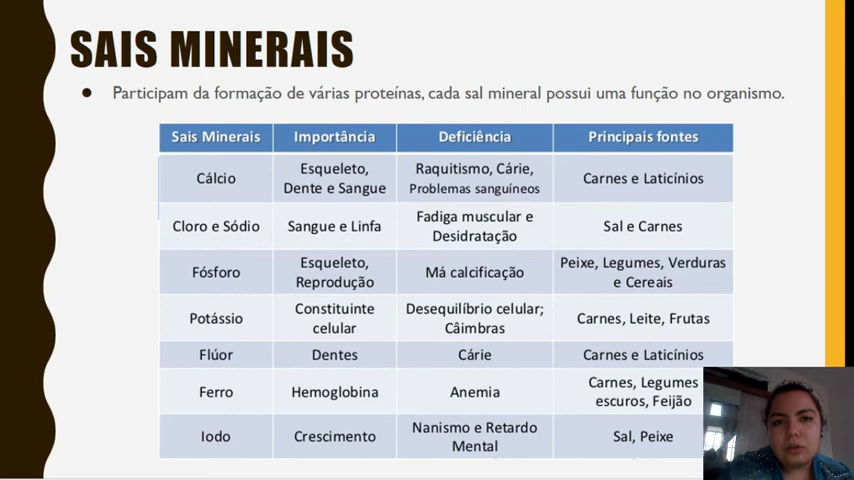 SAIS MINERAIS
● Participam da formação de várias proteínas, cada sal mineral possui uma função no organismo.
Sais Minerais Importância Deficiência Principais fontes
Cálcio Esqueleto, Dente e Sangue Raquitismo, Cárie, Problemas sanguíneos Carnes e Laticínios
Cloro e Sódio Sangue e Linfa Fadiga muscular e Desidratação Sal e Carnes
Fósforo Esqueleto, Reprodução Má calcificação Peixe, Legumes, Verduras e Cereais
Potássio Constituinte celular Desequilíbrio celular; Câimbras Carnes, Leite, Frutas
Flúor Dentes Cárie Carnes e Laticínios
Ferro Hemoglobina Anemia Carnes, Legumes escuros, Feijão
Iodo Crescimento Nanismo e Retardo Mental Sal, Peixe